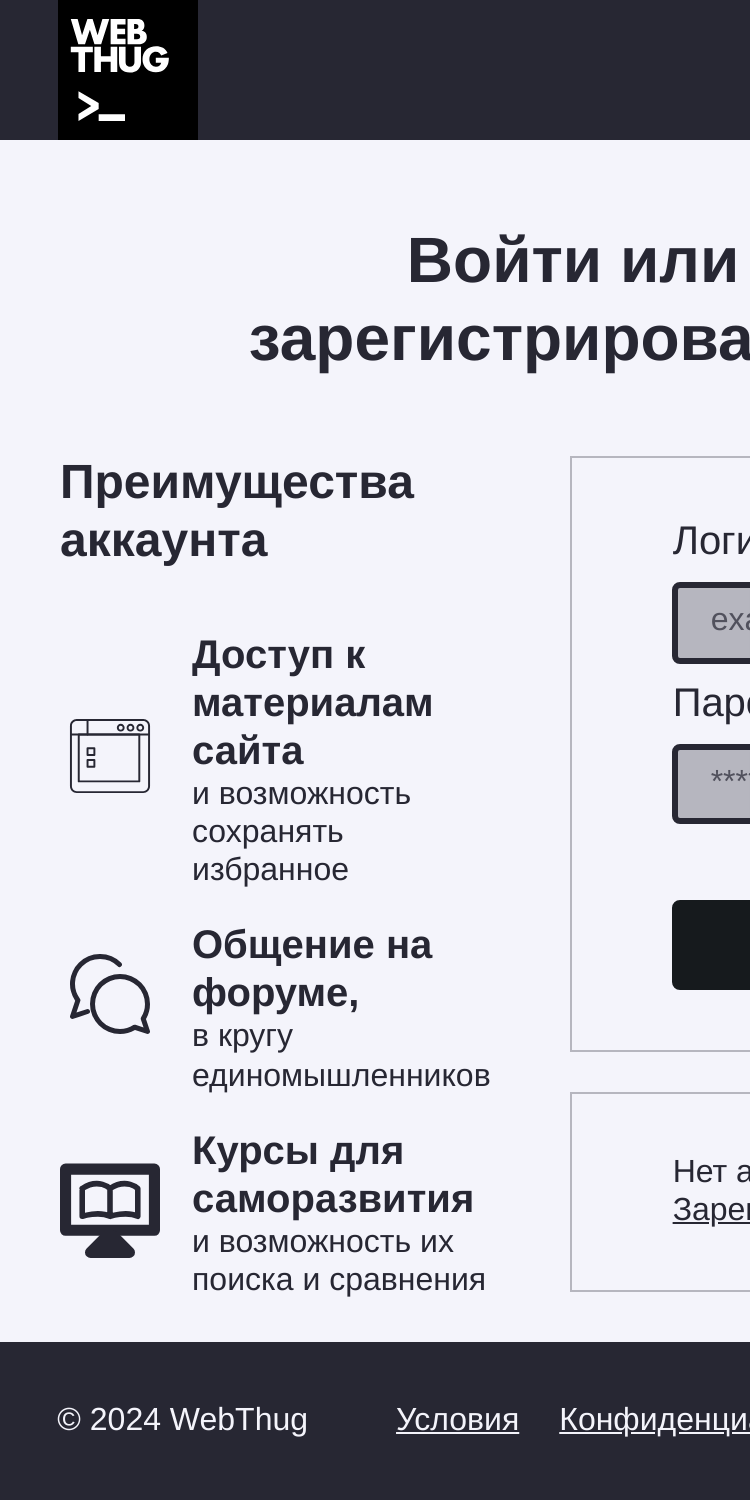 WEB
THUG
>_
Войти или
зарегистрирова
Преимущества
аккаунта
Доступ к
материалам
сайта
и возможность
сохранять
избранное
Общение на
форуме,
в кругу
единомышленников
Курсы для
саморазвития
и возможность их
поиска и сравнения
Логи
exa
Паро
****
Нет а
Зарег
© 2024 WebThug
Условия
Конфиденциа